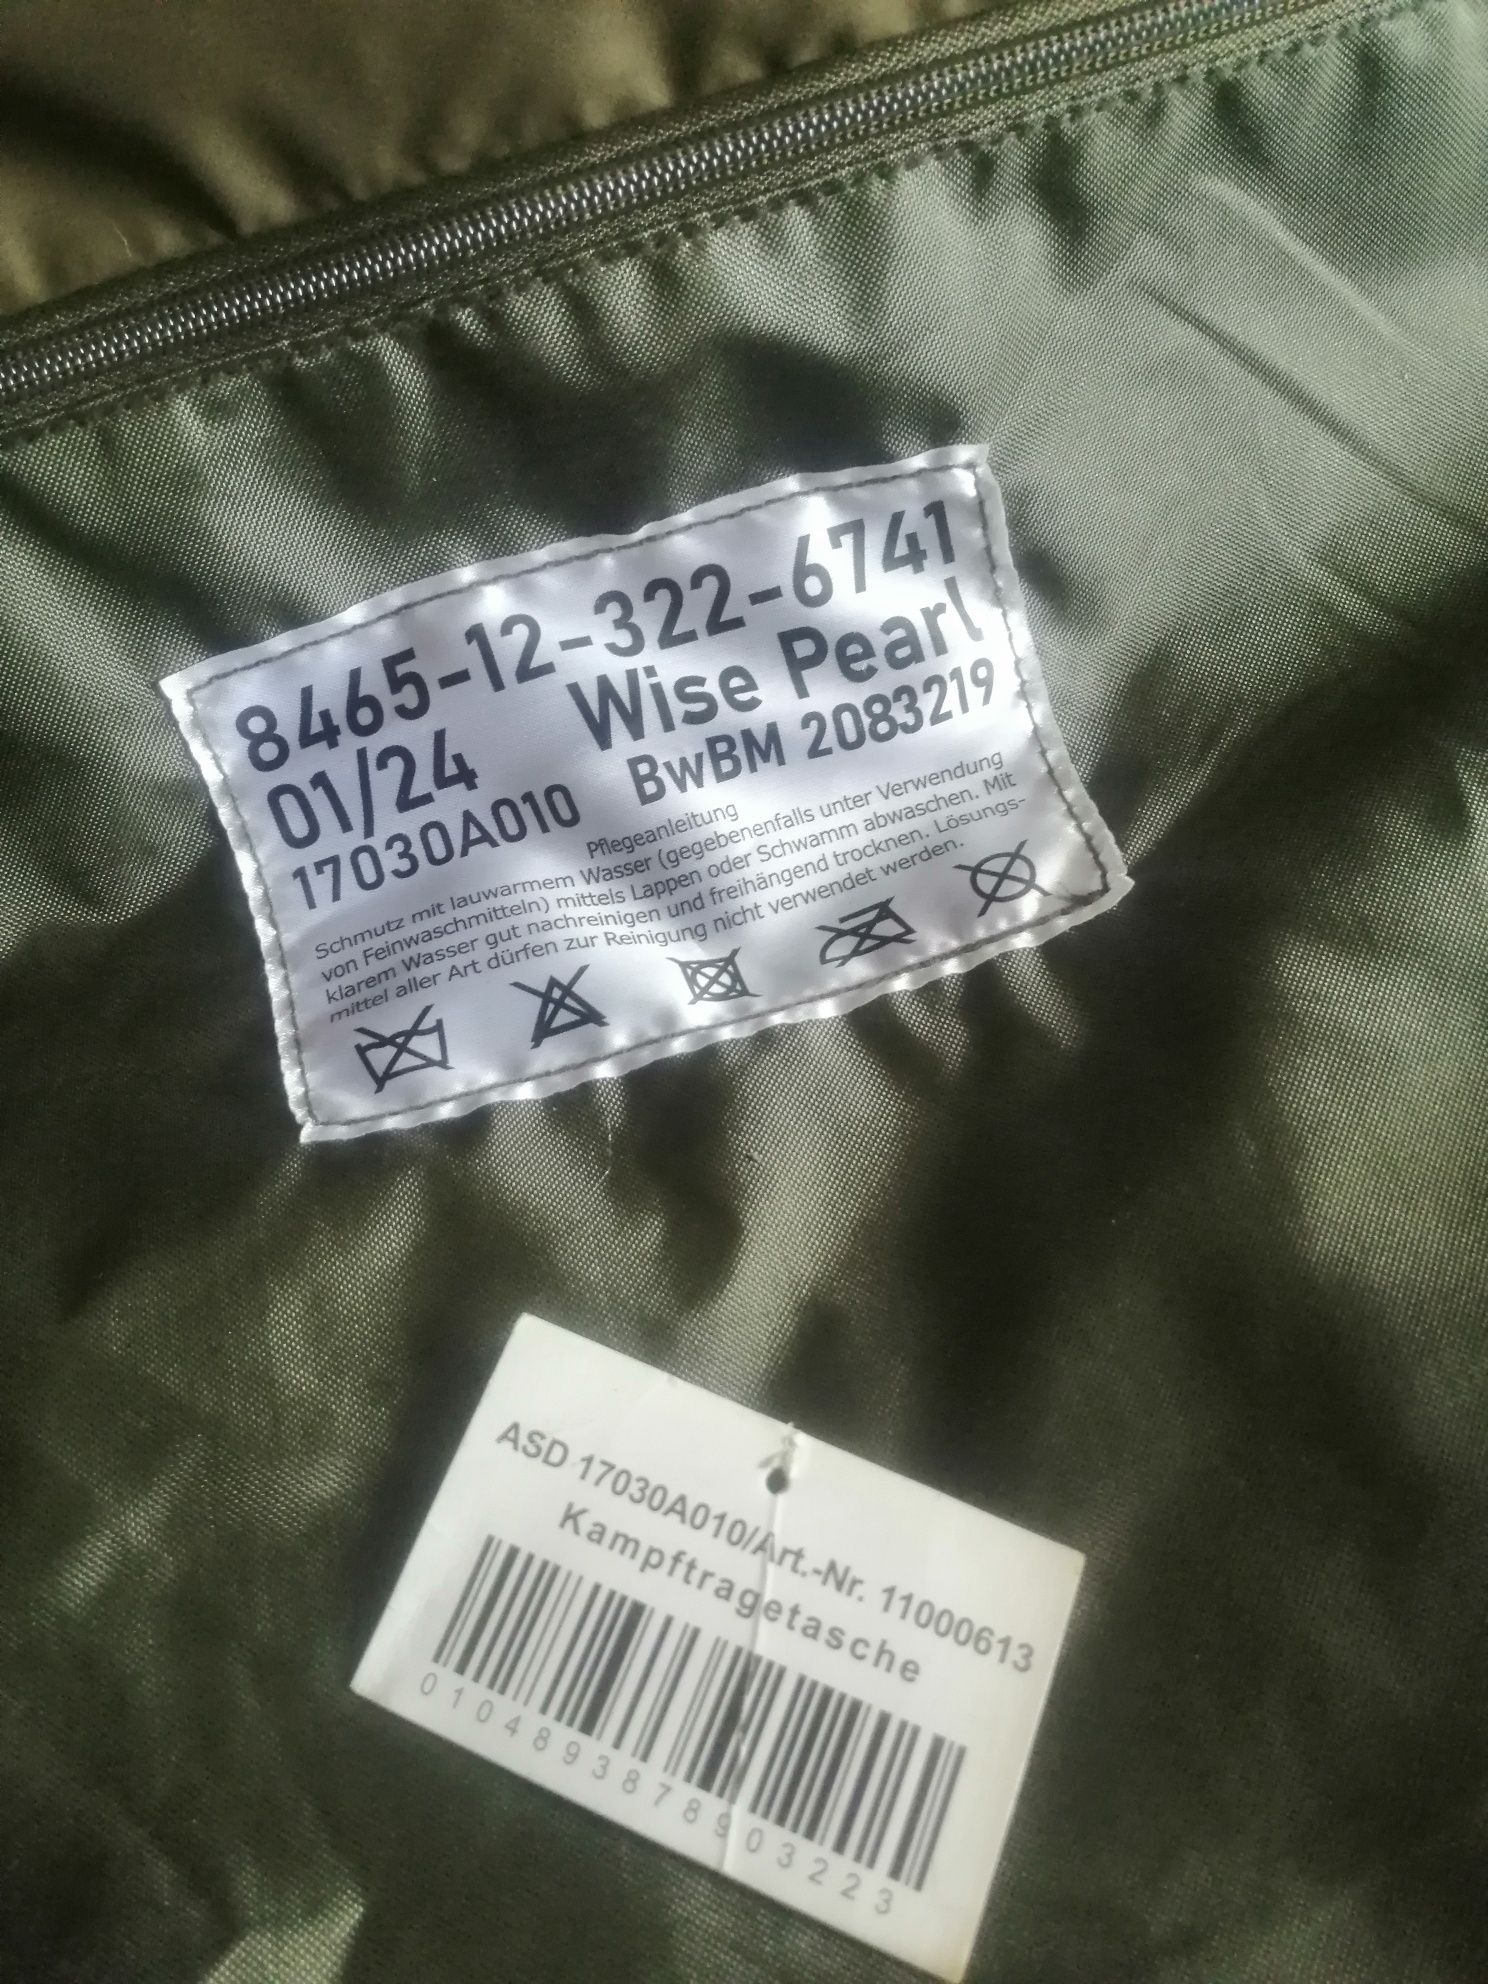 8465-12-322-6741
01/24 Wise Pearl
17030A010 BwBM 2083219
Pflegeanleitung
Schmutz mit lauwarmem Wasser (gegebenenfalls unter Verwendung
von Feinwaschmitteln) mittels Lappen oder Schwamm abwaschen. Mit
klarem Wasser gut nachreinigen und freihängend trocknen. Lösungs-
mittel aller Art dürfen zur Reinigung nicht verwendet werden.
ASD 17030A010/Art.-Nr. 11000613
Kampftragetasche
0104893878903223